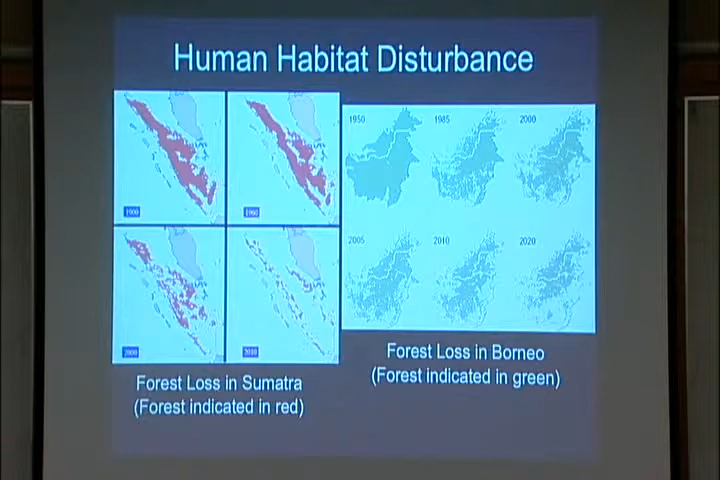 Human Habitat Disturbance
1900
1960
2000
2010
1950
1985
2000
2005
2010
2020
Forest Loss in Sumatra
(Forest indicated in red)
Forest Loss in Borneo
(Forest indicated in green)